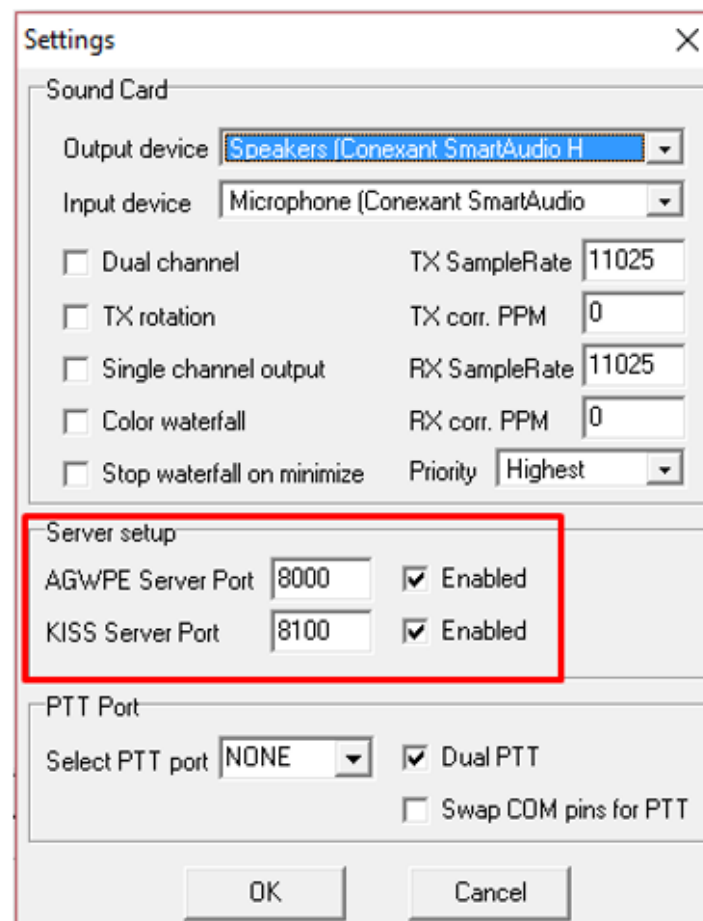 Settings
Sound Card
Output device Speakers (Conexant SmartAudio H
Input device Microphone (Conexant SmartAudio
Dual channel TX SampleRate 11025
TX rotation TX corr. PPM 0
Single channel output RX SampleRate 11025
Color waterfall RX corr. PPM 0
Stop waterfall on minimize Priority Highest
Server setup
AGWPE Server Port 8000 Enabled
KISS Server Port 8100 Enabled
PTT Port
Select PTT port NONE Dual PTT
Swap COM pins for PTT
OK Cancel